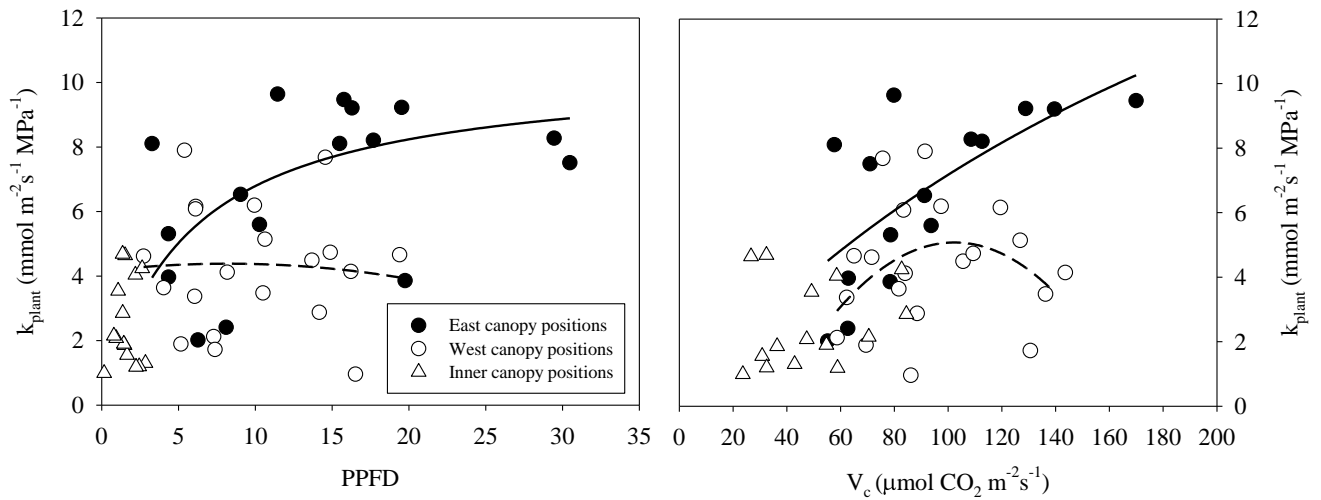 12
10
8
6
4
2
0
k_plant (mmol m⁻²s⁻¹ MPa⁻¹)
East canopy positions
West canopy positions
Inner canopy positions
0 5 10 15 20 25 30 35
PPFD
12
10
8
6
4
2
0
k_plant (mmol m⁻²s⁻¹ MPa⁻¹)
0 20 40 60 80 100 120 140 160 180 200
V_c (µmol CO₂ m⁻²s⁻¹)